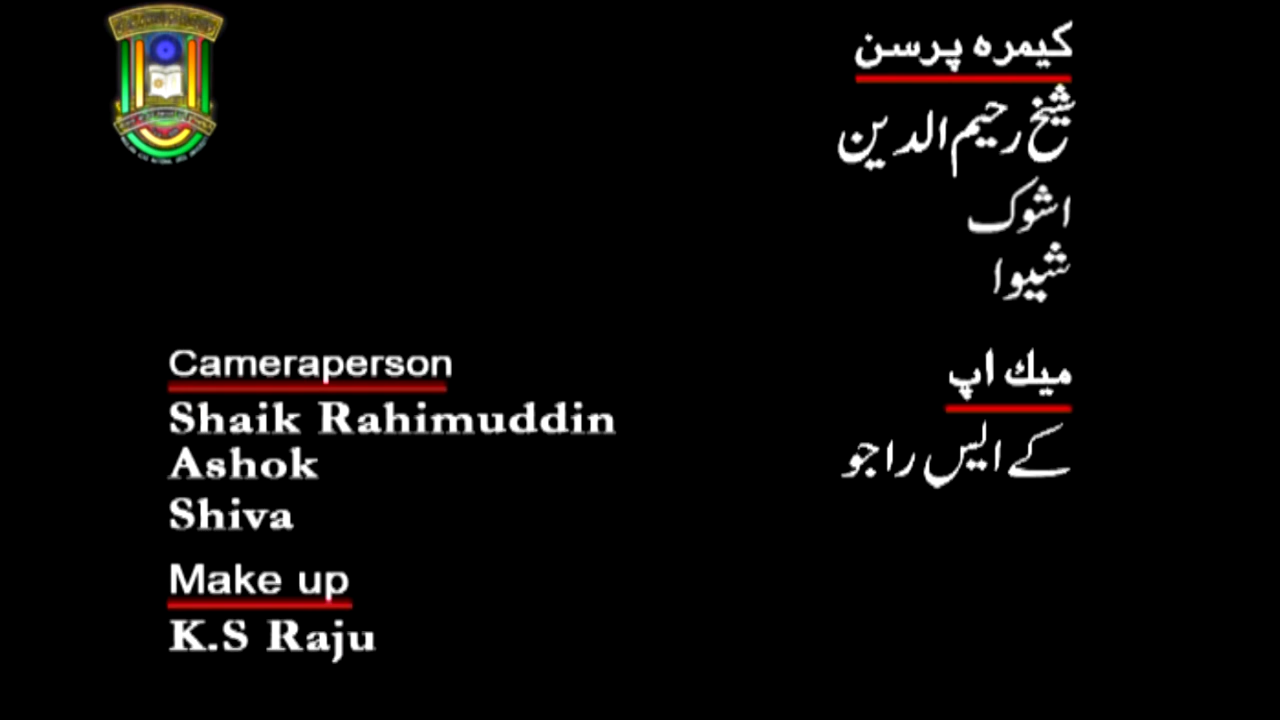 کیمرہ پرسن
شیخ رحیم الدین
اشوک
شیوا
میك اپ
کے ایس راجو
Cameraperson
Shaik Rahimuddin
Ashok
Shiva
Make up
K.S Raju